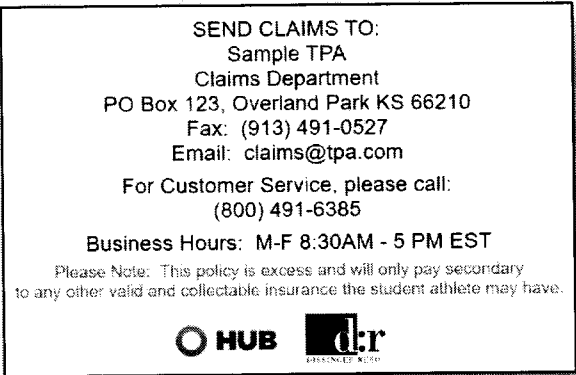 SEND CLAIMS TO:
Sample TPA
Claims Department
PO Box 123, Overland Park KS 66210
Fax: (913) 491-0527
Email: claims@tpa.com
For Customer Service, please call:
(800) 491-6385
Business Hours: M-F 8:30AM - 5 PM EST
Please Note: This policy is excess and will only pay secondary
to any other valid and collectable insurance the student athlete may have.
HUB
d:r